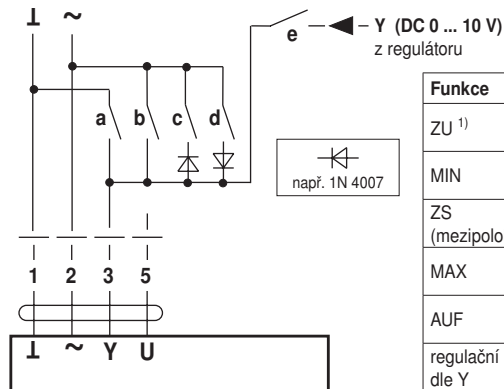 ⊥ ~
e
Y (DC 0 ... 10 V)
z regulátoru
a b c d
např. 1N 4007
1 2 3 5
⊥ ~ Y U
Funkce
ZU 1)
MIN
ZS
(mezipolo
MAX
AUF
regulační
dle Y